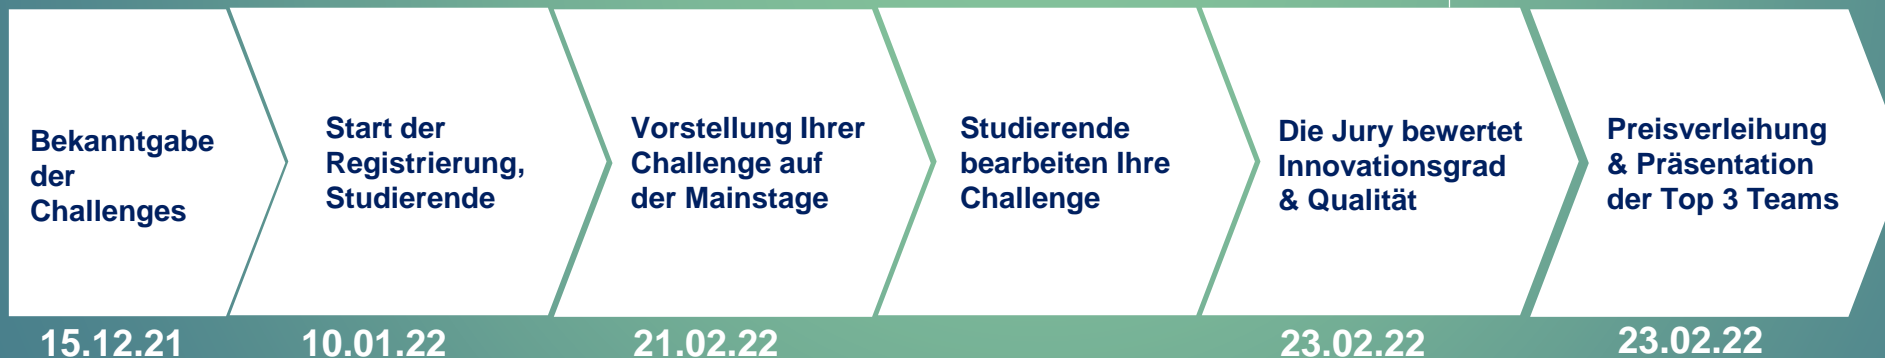 Bekanntgabe
der
Challenges
Start der
Registrierung,
Studierende
Vorstellung Ihrer
Challenge auf
der Mainstage
Studierende
bearbeiten Ihre
Challenge
Die Jury bewertet
Innovationsgrad
& Qualität
Preisverleihung
& Präsentation
der Top 3 Teams
15.12.21
10.01.22
21.02.22
23.02.22
23.02.22